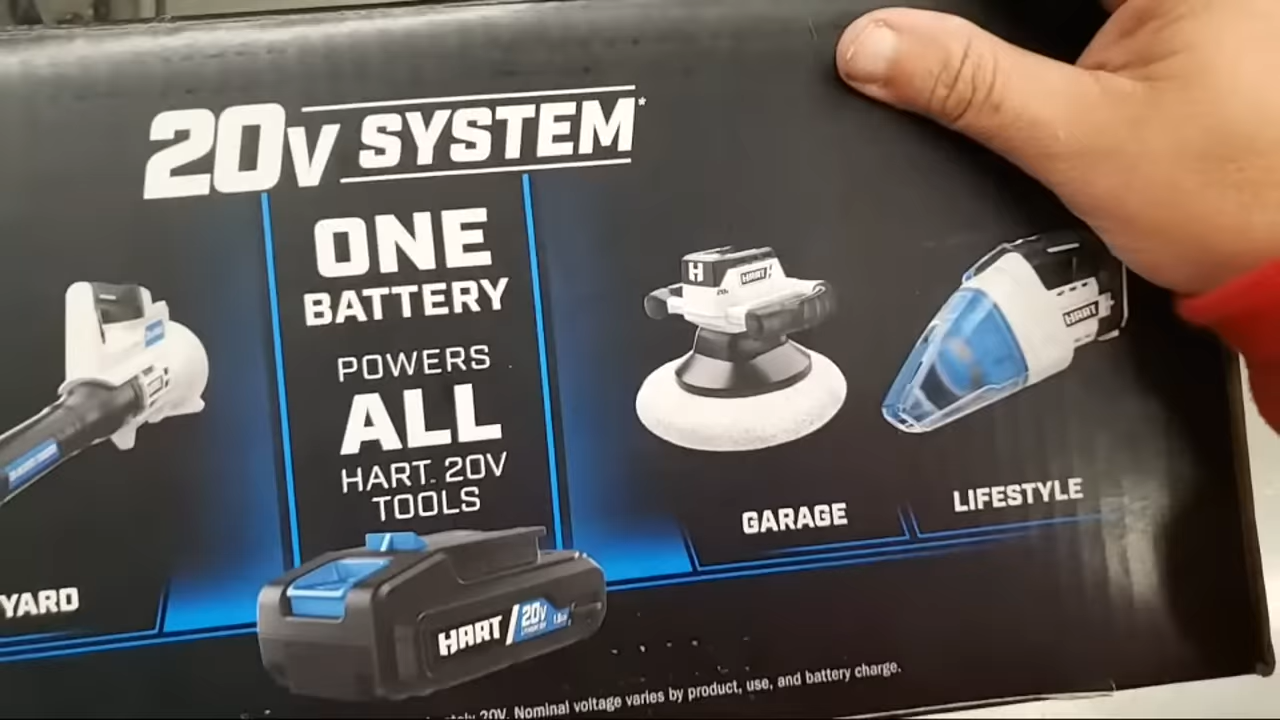 20V SYSTEM*
ONE
BATTERY
POWERS
ALL
HART. 20V
TOOLS
H
HART
HART
GARAGE
LIFESTYLE
YARD
HART
20V
20V. Nominal voltage varies by product, use, and battery charge.